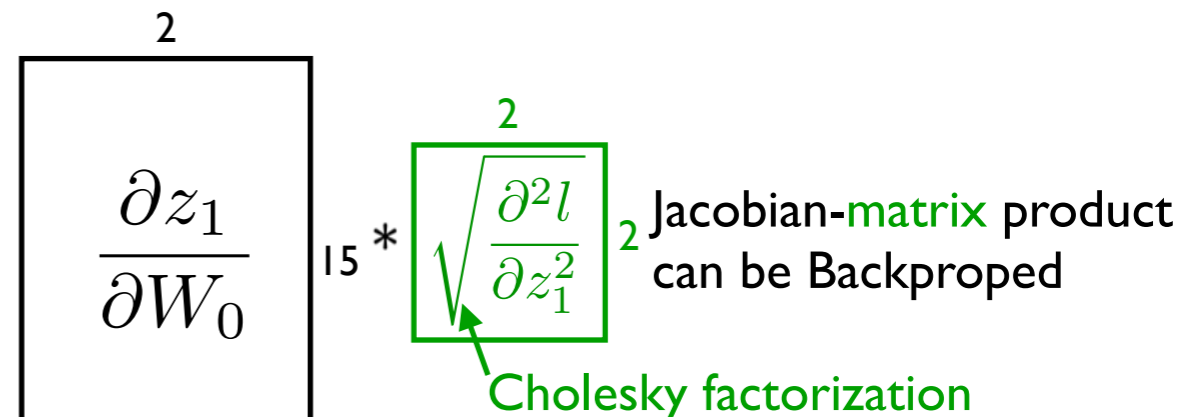 2
2
∂z₁/∂W₀ 15 * √(∂²l/∂z₁²) 2
Jacobian-matrix product
can be Backproped
Cholesky factorization